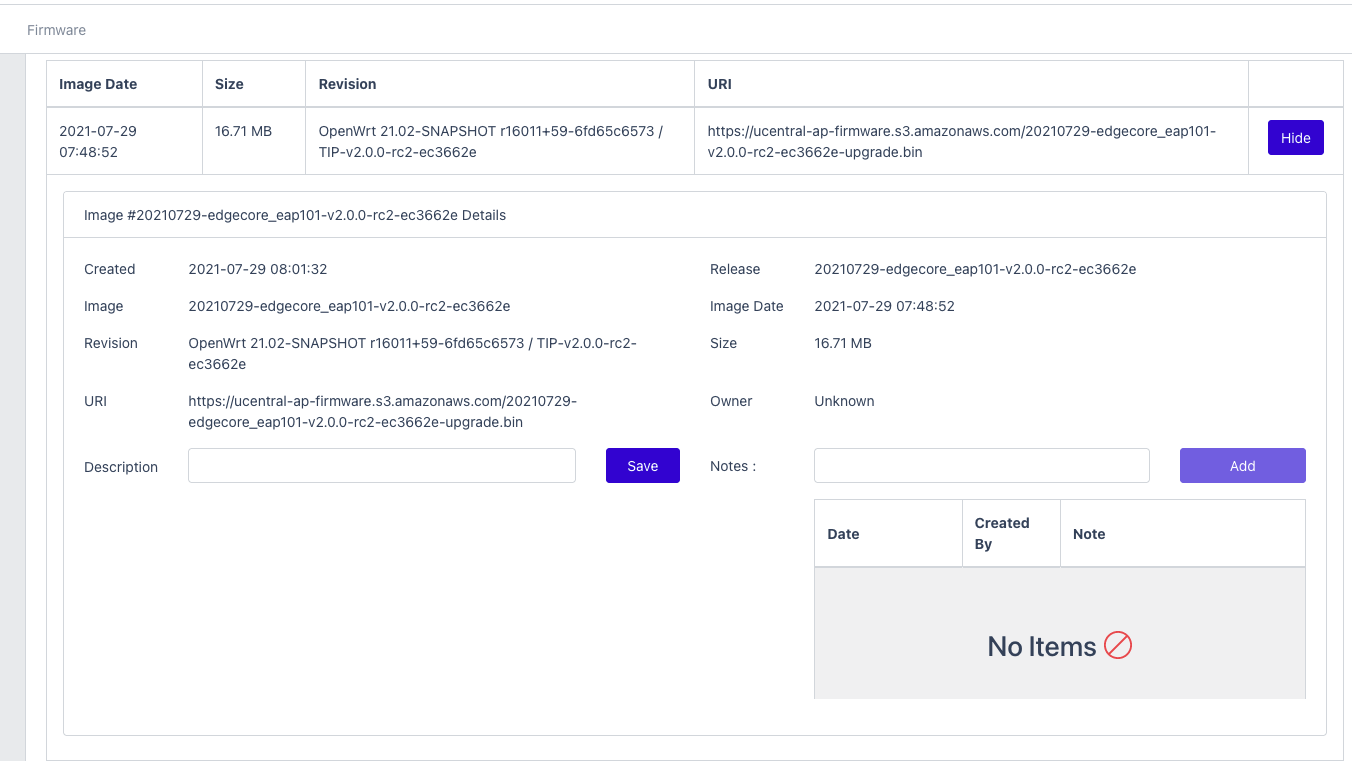 Firmware
Image Date Size Revision URI
2021-07-29 16.71 MB OpenWrt 21.02-SNAPSHOT r16011+59-6fd65c6573 / https://ucentral-ap-firmware.s3.amazonaws.com/20210729-edgecore_eap101-
07:48:52 TIP-v2.0.0-rc2-ec3662e v2.0.0-rc2-ec3662e-upgrade.bin
Hide
Image #20210729-edgecore_eap101-v2.0.0-rc2-ec3662e Details
Created 2021-07-29 08:01:32 Release 20210729-edgecore_eap101-v2.0.0-rc2-ec3662e
Image 20210729-edgecore_eap101-v2.0.0-rc2-ec3662e Image Date 2021-07-29 07:48:52
Revision OpenWrt 21.02-SNAPSHOT r16011+59-6fd65c6573 / TIP-v2.0.0-rc2- Size 16.71 MB
ec3662e
URI https://ucentral-ap-firmware.s3.amazonaws.com/20210729- Owner Unknown
edgecore_eap101-v2.0.0-rc2-ec3662e-upgrade.bin
Description Save Notes : Add
Date Created By Note
No Items